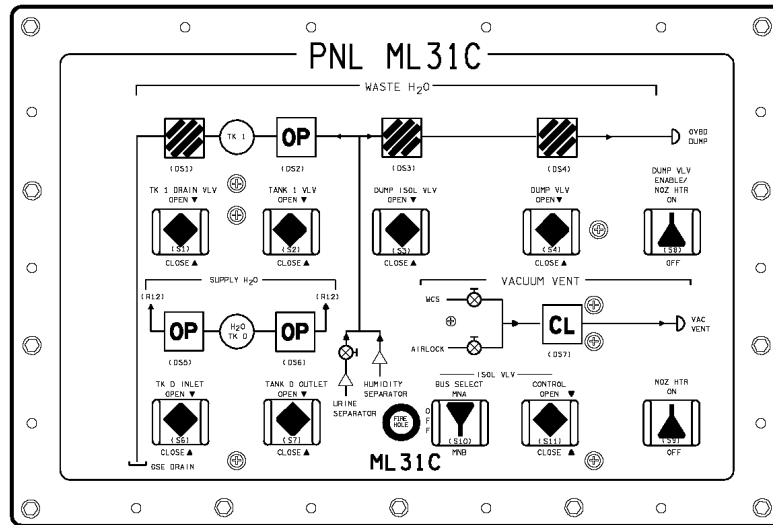 PNL ML31C
WASTE H2O
TK 1
OP
OVBD
DUMP
(DS1)
(DS2)
(DS3)
(DS4)
TK 1 DRAIN VLV
OPEN ▼
TANK 1 VLV
OPEN ▼
DUMP ISOL VLV
OPEN ▼
DUMP VLV
OPEN ▼
DUMP VLV
ENABLE/
NOZ HTR
ON
(S1)
(S2)
(S3)
(S4)
(S8)
CLOSE ▲
CLOSE ▲
CLOSE ▲
CLOSE ▲
OFF
SUPPLY H2O
VACUUM VENT
(R12)
(R12)
WCS
OP
H2O
TK D
OP
CL
VAC
VENT
AIRLOCK
(DS5)
(DS6)
(DS7)
URINE
SEPARATOR
HUMIDITY
SEPARATOR
ISOL VLV
TK D INLET
OPEN ▼
TANK D OUTLET
OPEN ▼
BUS SELECT
MNA
CONTROL
OPEN ▼
NOZ HTR
ON
FIRE
HOLE
OFF
(S6)
(S7)
(S10)
(S11)
(S9)
CLOSE ▲
CLOSE ▲
MNB
CLOSE ▲
OFF
GSE DRAIN
ML31C